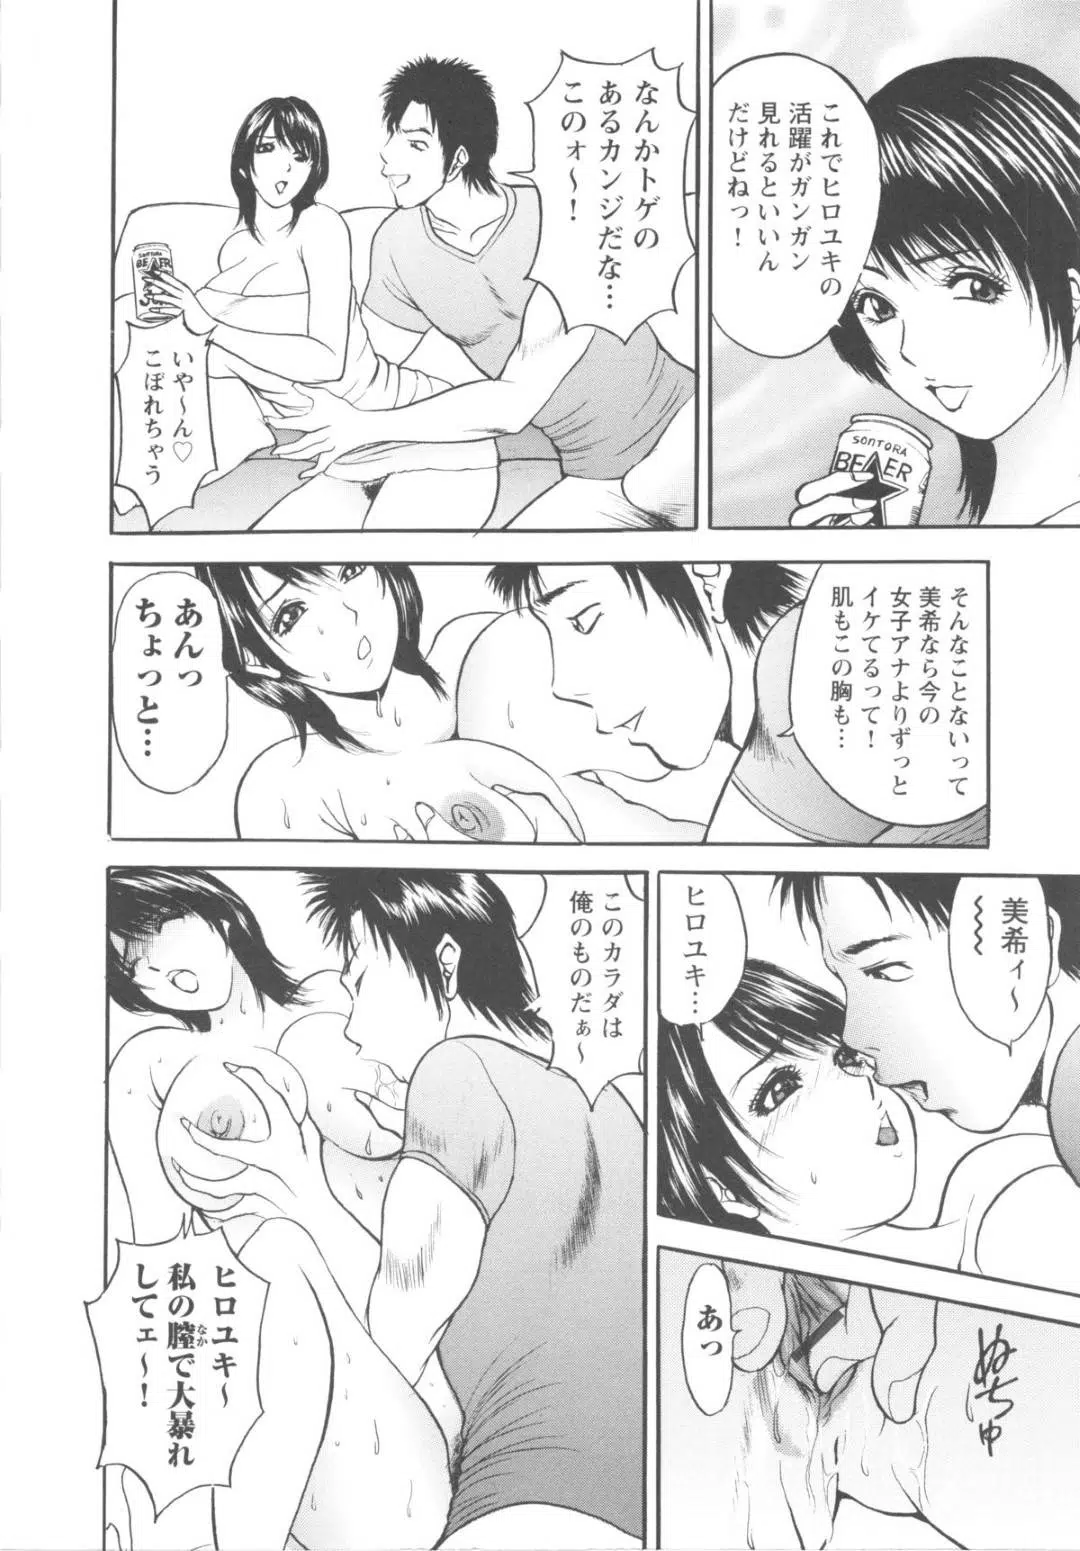 これでヒロユキの
活躍がガンガン
見れるといいん
だけどねっ!
SONTORA
BEAER
なんかトゲの
あるカンジだな…
このォ〜!
SONTORA
BEAER
いや〜ん♡
こぼれちゃう
そんなことないって
美希なら今の
女子アナよりずっと
イケてるって!
肌もこの胸も…
あんっ
ちょっと…
美希ィ〜
ヒロユキ…
あっ
ぬちゅ
このカラダは
俺のものだぁ〜
ヒロユキ〜
私の膣で大暴れ
なか
してェ〜!